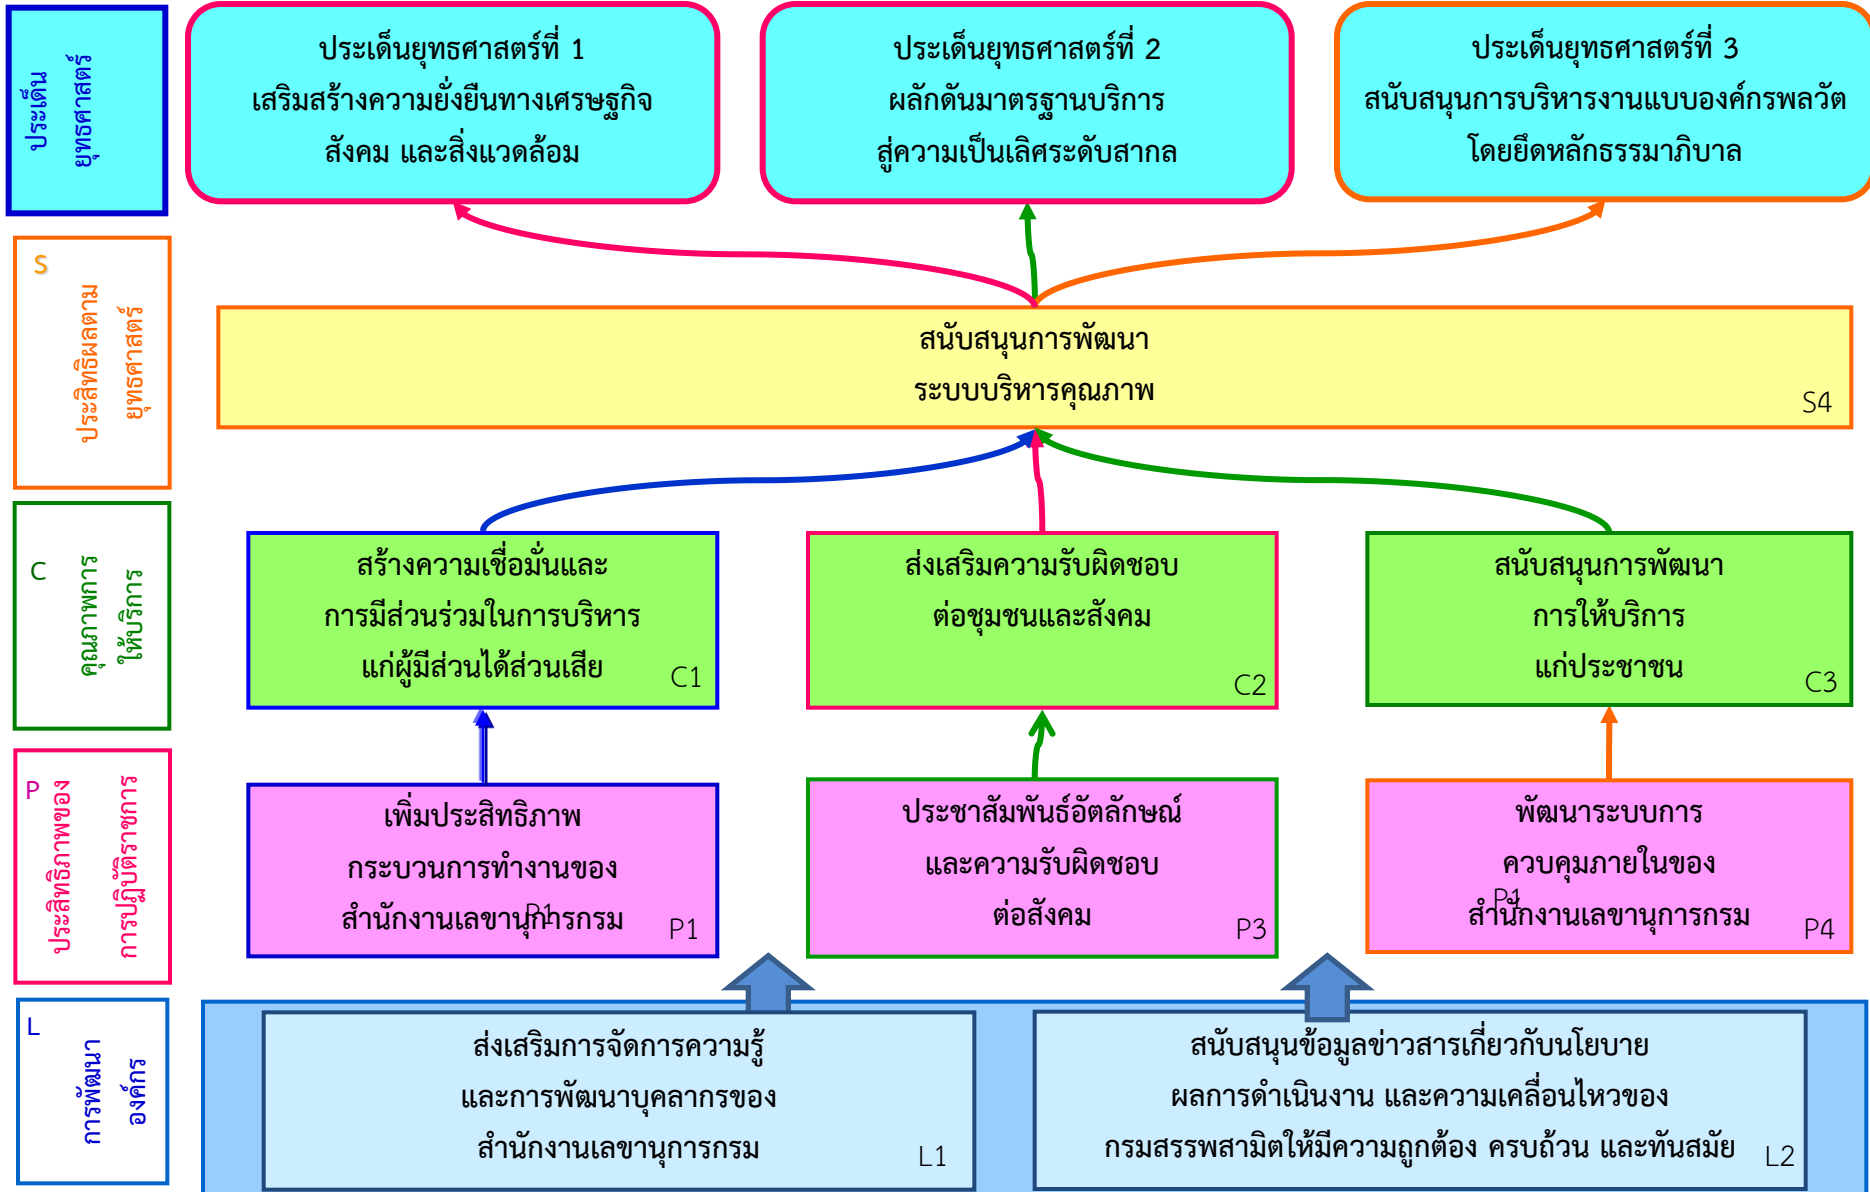 ประเด็น
ยุทธศาสตร์
ประเด็นยุทธศาสตร์ที่ 1
เสริมสร้างความยั่งยืนทางเศรษฐกิจ
สังคม และสิ่งแวดล้อม
ประเด็นยุทธศาสตร์ที่ 2
ผลักดันมาตรฐานบริการ
สู่ความเป็นเลิศระดับสากล
ประเด็นยุทธศาสตร์ที่ 3
สนับสนุนการบริหารงานแบบองค์กรพลวัต
โดยยึดหลักธรรมาภิบาล
S
ประสิทธิผลตาม
ยุทธศาสตร์
สนับสนุนการพัฒนา
ระบบบริหารคุณภาพ
S4
C
คุณภาพการ
ให้บริการ
สร้างความเชื่อมั่นและ
การมีส่วนร่วมในการบริหาร
แก่ผู้มีส่วนได้ส่วนเสีย
C1
ส่งเสริมความรับผิดชอบ
ต่อชุมชนและสังคม
C2
สนับสนุนการพัฒนา
การให้บริการ
แก่ประชาชน
C3
P
ประสิทธิภาพของ
การปฏิบัติราชการ
เพิ่มประสิทธิภาพ
กระบวนการทำงานของ
สำนักงานเลขานุการกรม
P1
P1
ประชาสัมพันธ์อัตลักษณ์
และความรับผิดชอบ
ต่อสังคม
P3
พัฒนาระบบการ
ควบคุมภายในของ
P1
สำนักงานเลขานุการกรม
P4
L
การพัฒนา
องค์กร
ส่งเสริมการจัดการความรู้
และการพัฒนาบุคลากรของ
สำนักงานเลขานุการกรม
L1
สนับสนุนข้อมูลข่าวสารเกี่ยวกับนโยบาย
ผลการดำเนินงาน และความเคลื่อนไหวของ
กรมสรรพสามิตให้มีความถูกต้อง ครบถ้วน และทันสมัย
L2